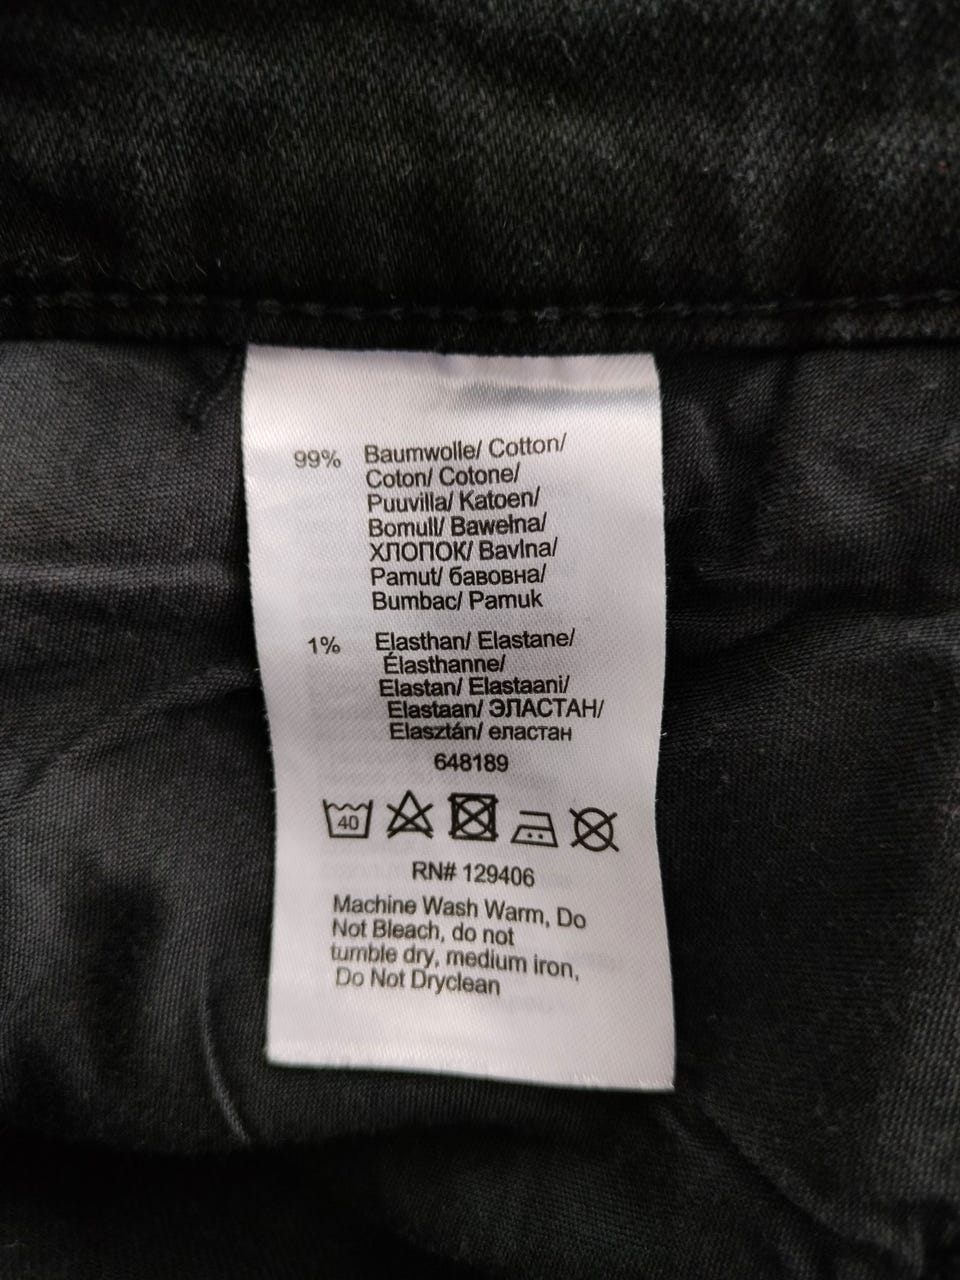 99% Baumwolle/ Cotton/
Coton/ Cotone/
Puuvilla/ Katoen/
Bomull/ Bawełna/
ХЛОПОК/ Bavlna/
Pamut/ бавовна/
Bumbac/ Pamuk
1% Elasthan/ Elastane/
Élasthanne/
Elastan/ Elastaani/
Elastaan/ ЭЛАСТАН/
Elasztán/ еластан
648189
40
RN# 129406
Machine Wash Warm, Do
Not Bleach, do not
tumble dry, medium iron,
Do Not Dryclean